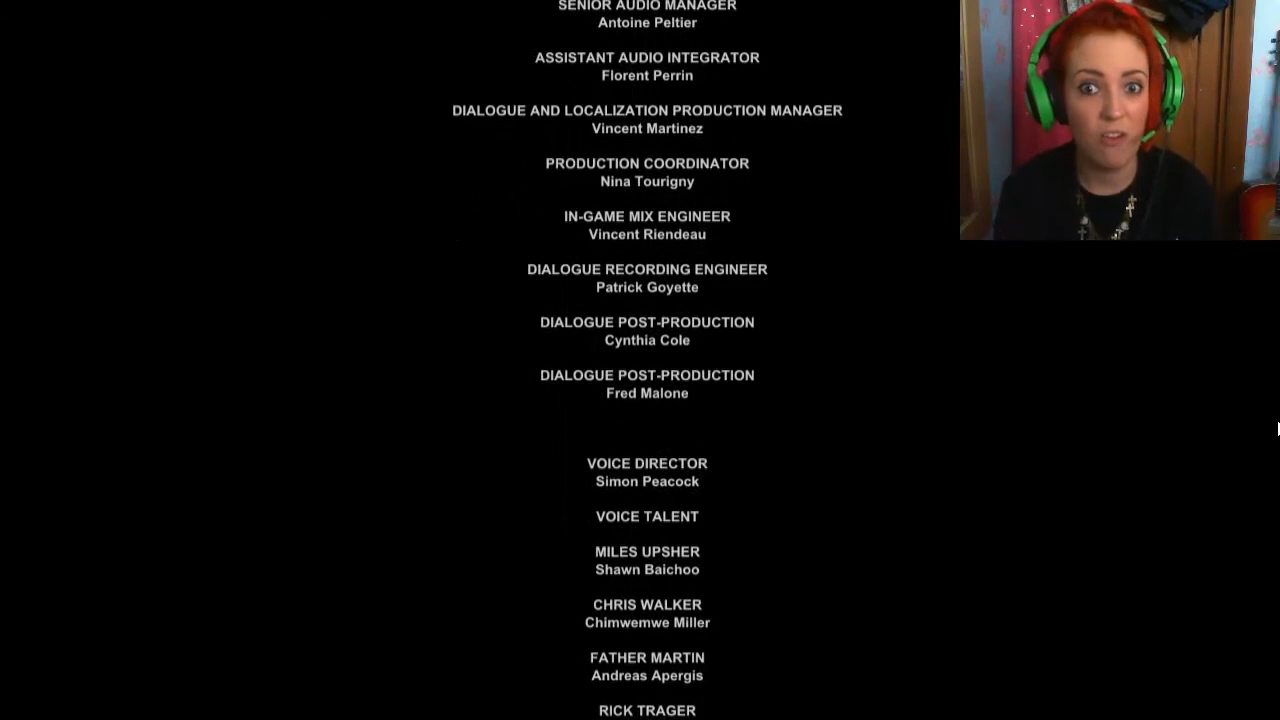 SENIOR AUDIO MANAGER
Antoine Peltier
ASSISTANT AUDIO INTEGRATOR
Florent Perrin
DIALOGUE AND LOCALIZATION PRODUCTION MANAGER
Vincent Martinez
PRODUCTION COORDINATOR
Nina Tourigny
IN-GAME MIX ENGINEER
Vincent Riendeau
DIALOGUE RECORDING ENGINEER
Patrick Goyette
DIALOGUE POST-PRODUCTION
Cynthia Cole
DIALOGUE POST-PRODUCTION
Fred Malone
VOICE DIRECTOR
Simon Peacock
VOICE TALENT
MILES UPSHER
Shawn Baichoo
CHRIS WALKER
Chimwemwe Miller
FATHER MARTIN
Andreas Apergis
RICK TRAGER